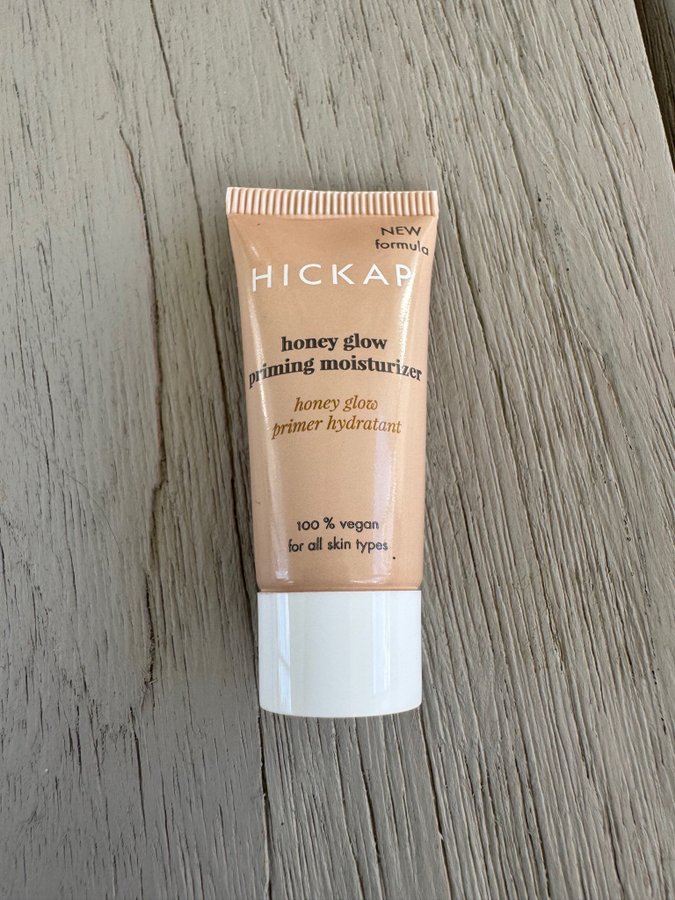 NEW
formula
HICKAP
honey glow
priming moisturizer
honey glow
primer hydratant
100 % vegan
for all skin types